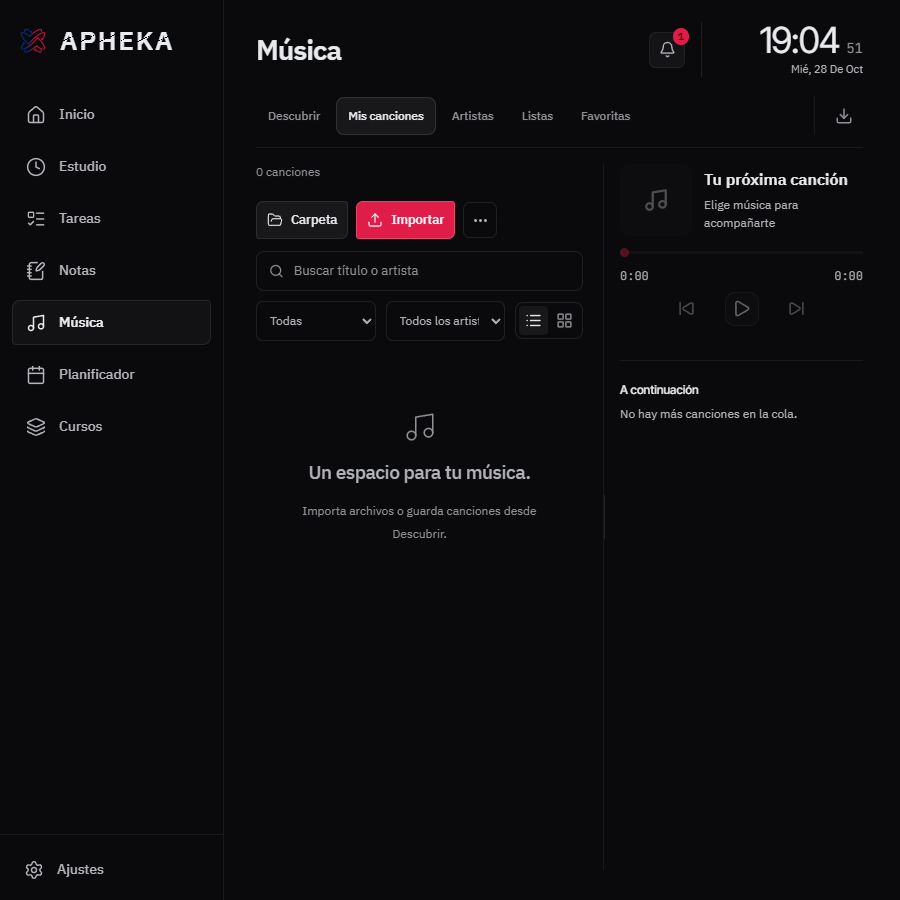 APHEKA
Inicio
Estudio
Tareas
Notas
Música
Planificador
Cursos
Ajustes
Música
1
19:04 51
Mié, 28 De Oct
Descubrir
Mis canciones
Artistas
Listas
Favoritas
0 canciones
Carpeta
Importar
Buscar título o artista
Todas
Todos los artist
Un espacio para tu música.
Importa archivos o guarda canciones desde
Descubrir.
Tu próxima canción
Elige música para
acompañarte
0:00
0:00
A continuación
No hay más canciones en la cola.